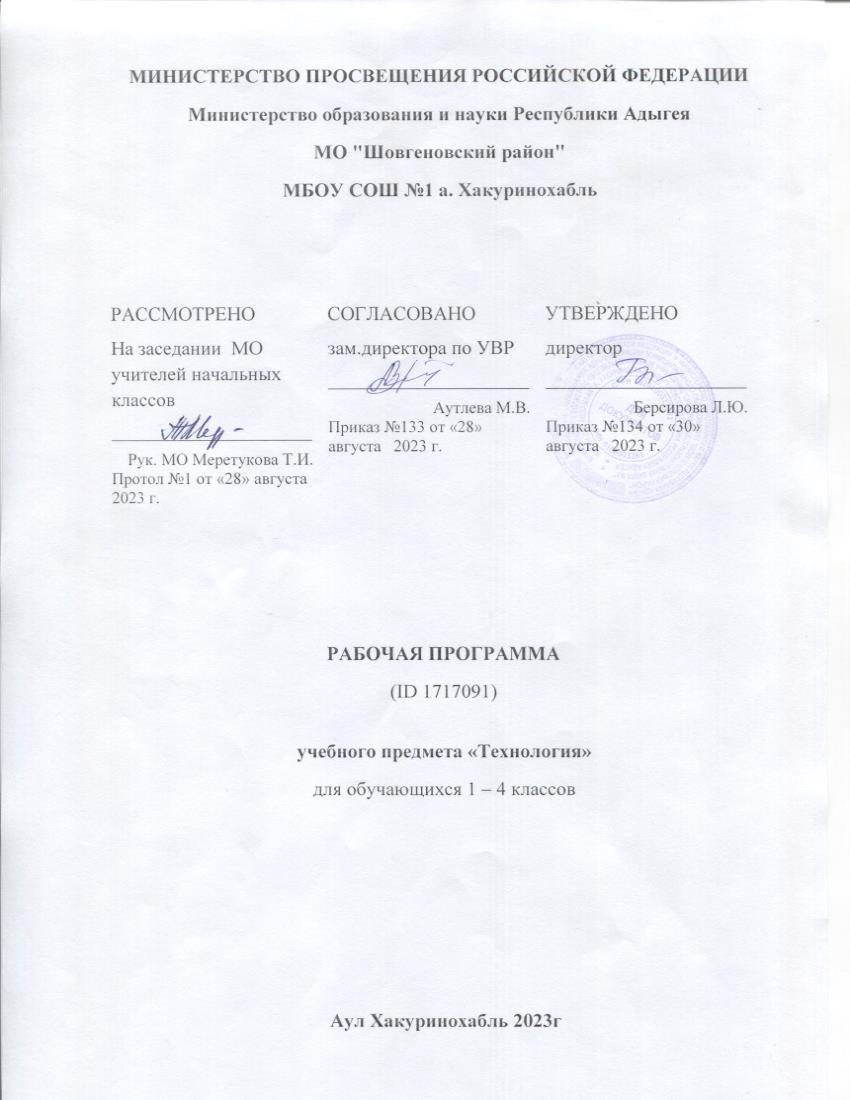 МИНИСТЕРСТВО ПРОСВЕЩЕНИЯ РОССИЙСКОЙ ФЕДЕРАЦИИ
Министерство образования и науки Республики Адыгея
МО "Шовгеновский район"
МБОУ СОШ №1 а. Хакуринохабль
РАССМОТРЕНО
На заседании МО
учителей начальных
классов
Рук. МО Меретукова Т.И.
Протол №1 от «28» августа
2023 г.
СОГЛАСОВАНО
зам.директора по УВР
Аутлева М.В.
Приказ №133 от «28»
августа 2023 г.
УТВЕРЖДЕНО
директор
Берсирова Л.Ю.
Приказ №134 от «30»
августа 2023 г.
РАБОЧАЯ ПРОГРАММА
(ID 1717091)
учебного предмета «Технология»
для обучающихся 1 – 4 классов
Аул Хакуринохабль 2023г